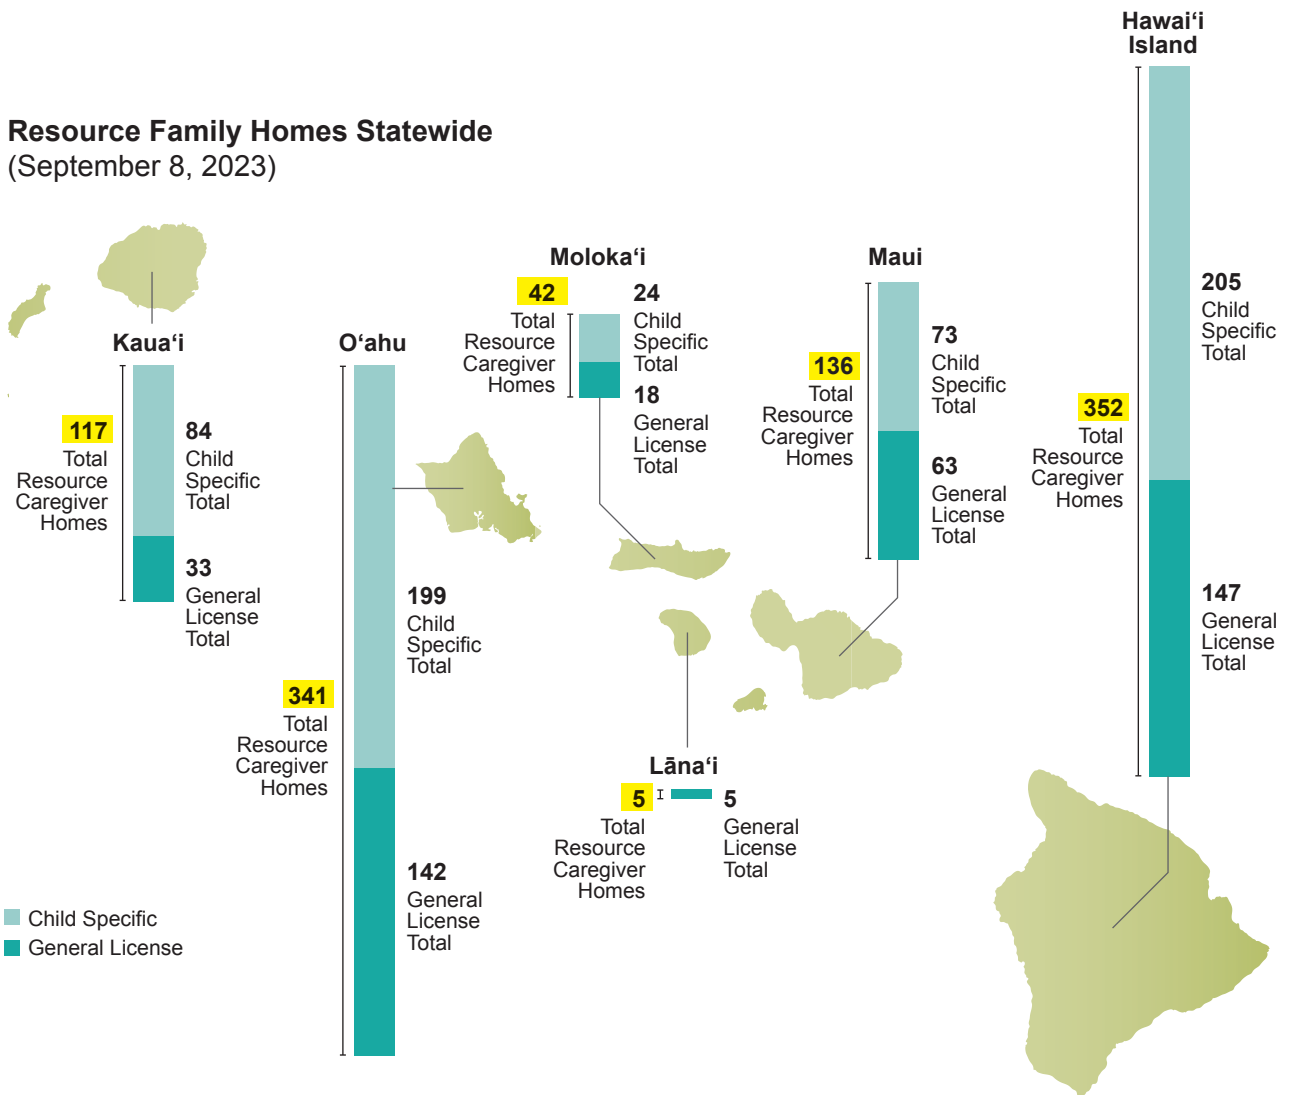 Resource Family Homes Statewide
(September 8, 2023)
Kauaʻi
117
Total
Resource
Caregiver
Homes
84
Child
Specific
Total
33
General
License
Total
Oʻahu
341
Total
Resource
Caregiver
Homes
199
Child
Specific
Total
142
General
License
Total
Molokaʻi
42
Total
Resource
Caregiver
Homes
24
Child
Specific
Total
18
General
License
Total
Lānaʻi
5
Total
Resource
Caregiver
Homes
5
General
License
Total
Maui
136
Total
Resource
Caregiver
Homes
73
Child
Specific
Total
63
General
License
Total
Hawaiʻi
Island
352
Total
Resource
Caregiver
Homes
205
Child
Specific
Total
147
General
License
Total
Child Specific
General License